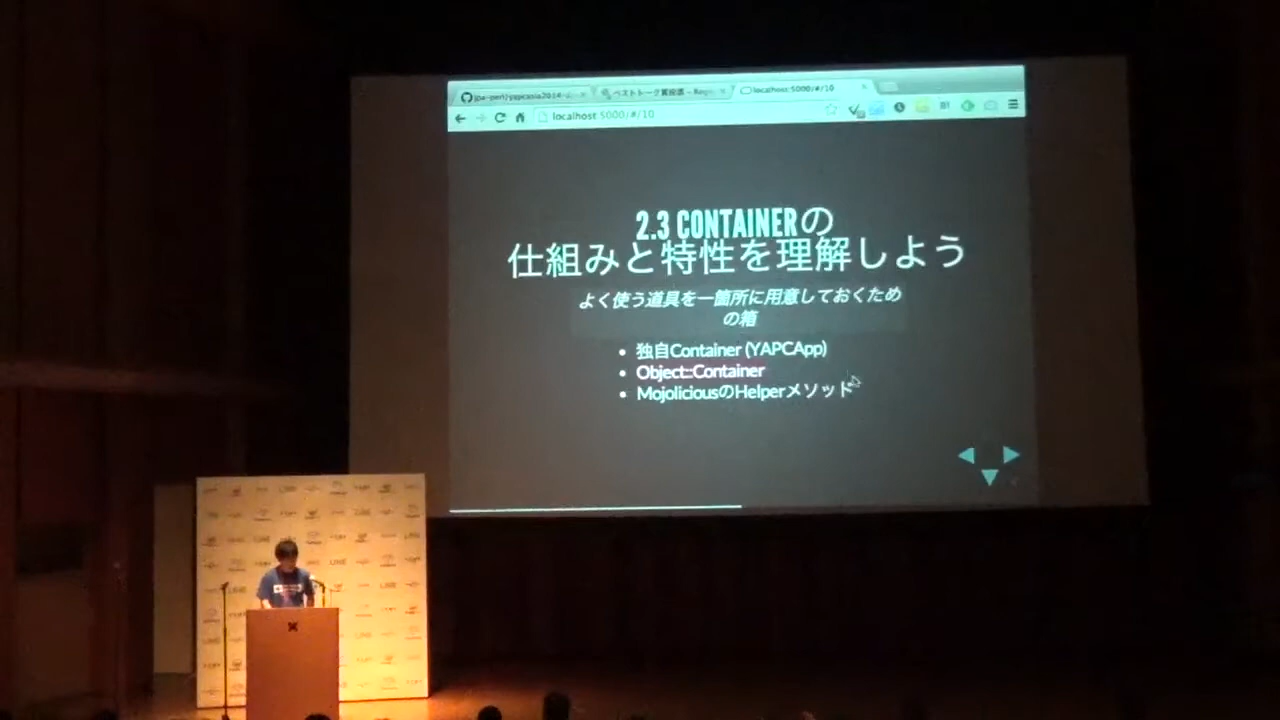 localhost:5000/#/10
localhost:5000/#/10
2.3 CONTAINERの
仕組みと特性を理解しよう
よく使う道具を一箇所に用意しておくため
の箱
独自Container (YAPCApp)
Object::Container
MojoliciousのHelperメソッド
LINE